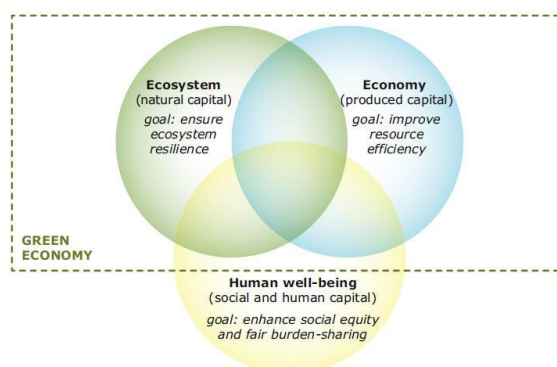 Ecosystem
(natural capital)
goal: ensure
ecosystem
resilience
Economy
(produced capital)
goal: improve
resource
efficiency
GREEN
ECONOMY
Human well-being
(social and human capital)
goal: enhance social equity
and fair burden-sharing